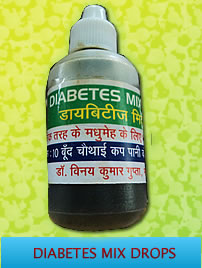 DIABETES MIX
डायबिटीज मि
तरह के मधुमेह के लिए
10 बूँद चौथाई कप पानी
डॉ. विनय कुमार गुप्ता,
DIABETES MIX DROPS